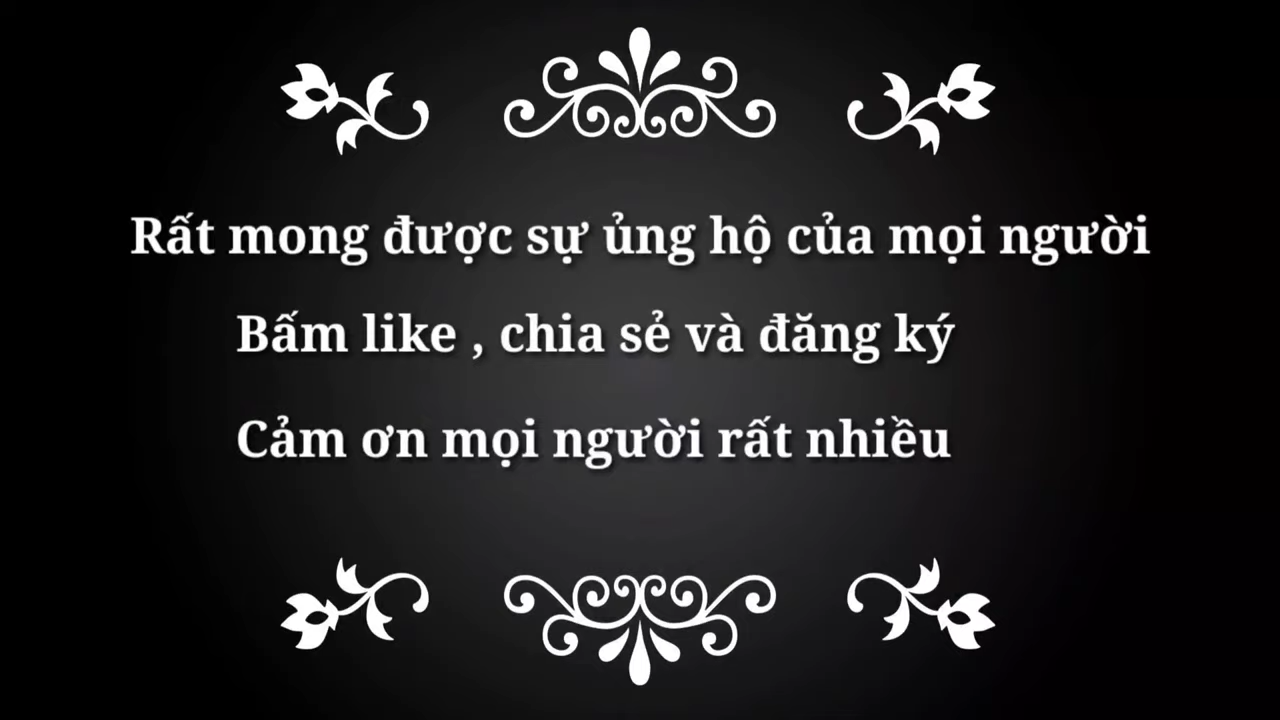 Rất mong được sự ủng hộ của mọi người
Bấm like , chia sẻ và đăng ký
Cảm ơn mọi người rất nhiều